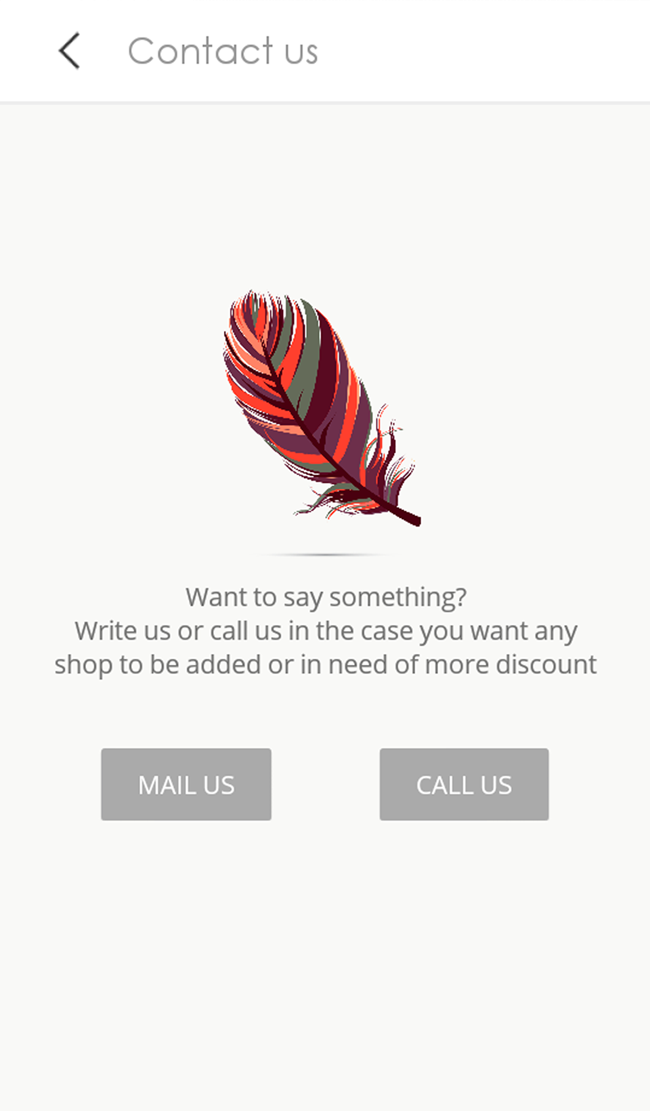 Contact us
Want to say something?
Write us or call us in the case you want any
shop to be added or in need of more discount
MAIL US
CALL US